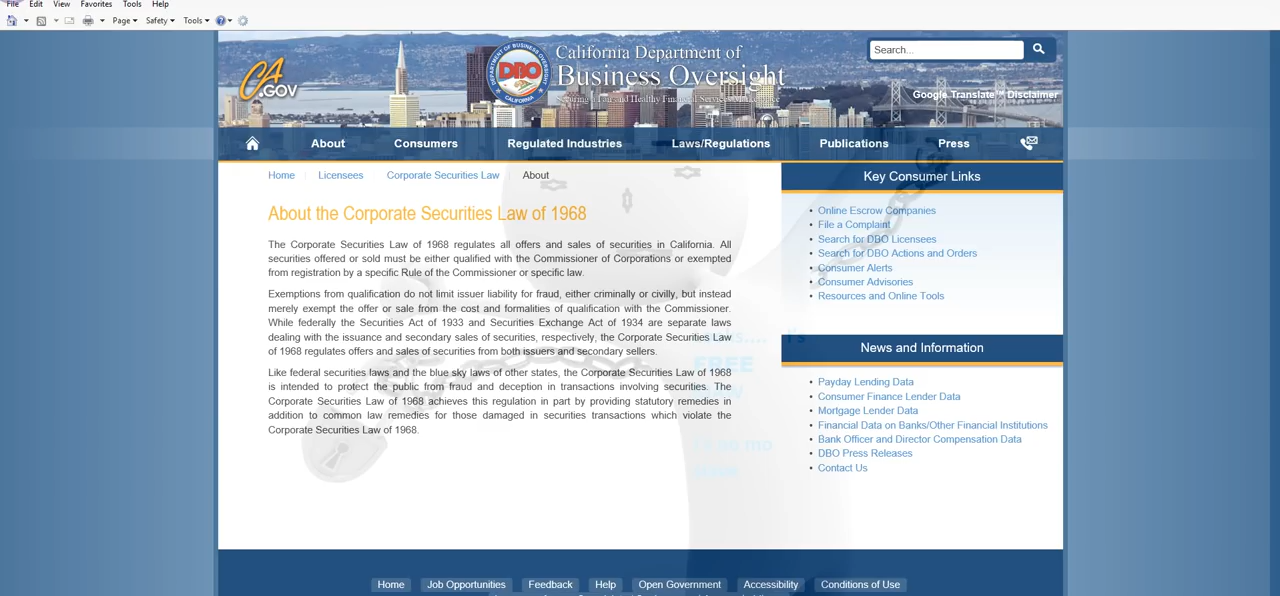 File Edit View Favorites Tools Help
Page Safety Tools
CA.GOV
DEPARTMENT OF BUSINESS OVERSIGHT
DBO
CALIFORNIA
California Department of
Business Oversight
Search...
Google Translate™ Disclaimer
About Consumers Regulated Industries Laws/Regulations Publications Press
Home Licensees Corporate Securities Law About
About the Corporate Securities Law of 1968
The Corporate Securities Law of 1968 regulates all offers and sales of securities in California. All
securities offered or sold must be either qualified with the Commissioner of Corporations or exempted
from registration by a specific Rule of the Commissioner or specific law.
Exemptions from qualification do not limit issuer liability for fraud, either criminally or civilly, but instead
merely exempt the offer or sale from the cost and formalities of qualification with the Commissioner.
While federally the Securities Act of 1933 and Securities Exchange Act of 1934 are separate laws
dealing with the issuance and secondary sales of securities, respectively, the Corporate Securities Law
of 1968 regulates offers and sales of securities from both issuers and secondary sellers.
Like federal securities laws and the blue sky laws of other states, the Corporate Securities Law of 1968
is intended to protect the public from fraud and deception in transactions involving securities. The
Corporate Securities Law of 1968 achieves this regulation in part by providing statutory remedies in
addition to common law remedies for those damaged in securities transactions which violate the
Corporate Securities Law of 1968.
FREE
Key Consumer Links
• Online Escrow Companies
• File a Complaint
• Search for DBO Licensees
• Search for DBO Actions and Orders
• Consumer Alerts
• Consumer Advisories
• Resources and Online Tools
News and Information
• Payday Lending Data
• Consumer Finance Lender Data
• Mortgage Lender Data
• Financial Data on Banks/Other Financial Institutions
• Bank Officer and Director Compensation Data
• DBO Press Releases
• Contact Us
Home Job Opportunities Feedback Help Open Government Accessibility Conditions of Use